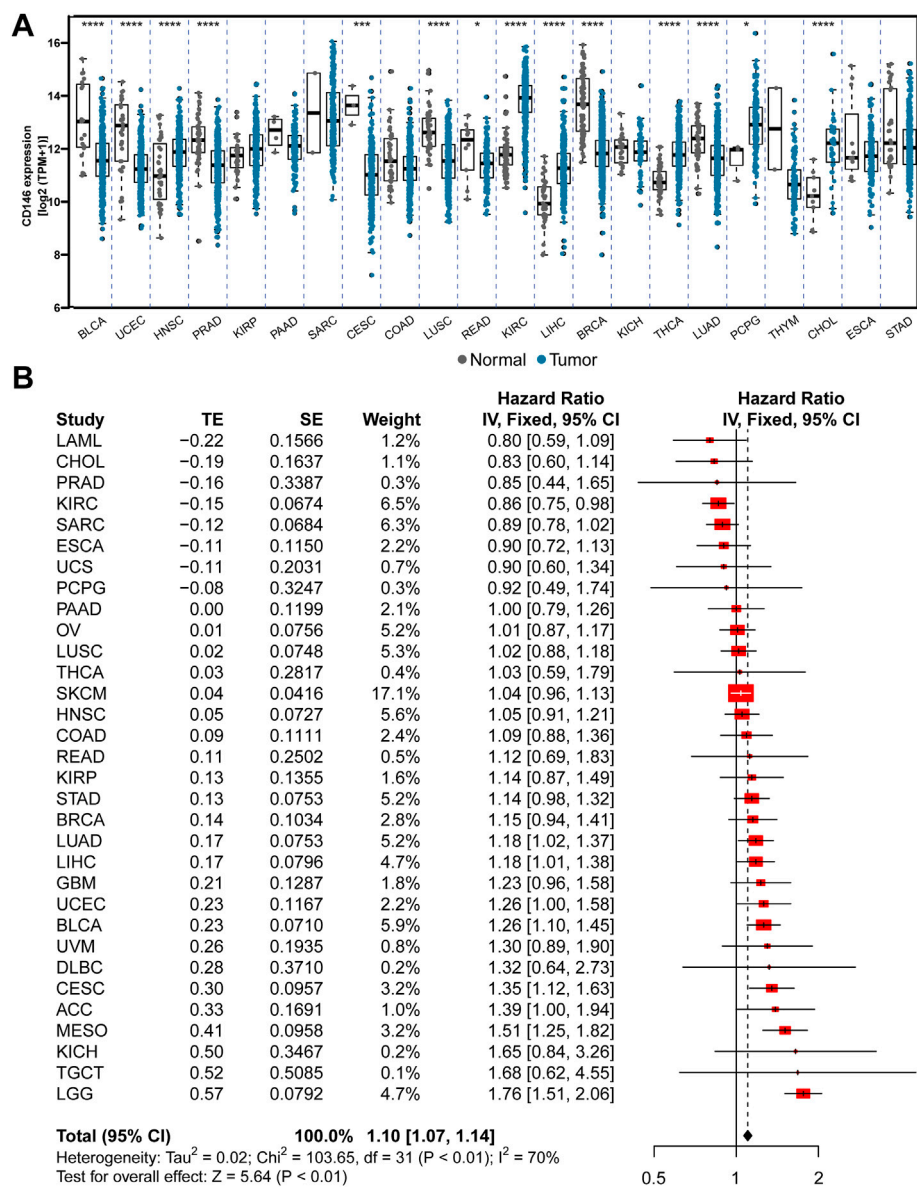 A
**** **** **** **** *** **** * **** **** **** **** **** * ****
CD146 expression
[log2 (TPM+1)]
16
14
12
10
8
6
BLCA UCEC HNSC PRAD KIRP PAAD SARC CESC COAD LUSC READ KIRC LIHC BRCA KICH THCA LUAD PCPG THYM CHOL ESCA STAD
Normal Tumor
B
Hazard Ratio Hazard Ratio
Study TE SE Weight IV, Fixed, 95% CI IV, Fixed, 95% CI
LAML −0.22 0.1566 1.2% 0.80 [0.59, 1.09]
CHOL −0.19 0.1637 1.1% 0.83 [0.60, 1.14]
PRAD −0.16 0.3387 0.3% 0.85 [0.44, 1.65]
KIRC −0.15 0.0674 6.5% 0.86 [0.75, 0.98]
SARC −0.12 0.0684 6.3% 0.89 [0.78, 1.02]
ESCA −0.11 0.1150 2.2% 0.90 [0.72, 1.13]
UCS −0.11 0.2031 0.7% 0.90 [0.60, 1.34]
PCPG −0.08 0.3247 0.3% 0.92 [0.49, 1.74]
PAAD 0.00 0.1199 2.1% 1.00 [0.79, 1.26]
OV 0.01 0.0756 5.2% 1.01 [0.87, 1.17]
LUSC 0.02 0.0748 5.3% 1.02 [0.88, 1.18]
THCA 0.03 0.2817 0.4% 1.03 [0.59, 1.79]
SKCM 0.04 0.0416 17.1% 1.04 [0.96, 1.13]
HNSC 0.05 0.0727 5.6% 1.05 [0.91, 1.21]
COAD 0.09 0.1111 2.4% 1.09 [0.88, 1.36]
READ 0.11 0.2502 0.5% 1.12 [0.69, 1.83]
KIRP 0.13 0.1355 1.6% 1.14 [0.87, 1.49]
STAD 0.13 0.0753 5.2% 1.14 [0.98, 1.32]
BRCA 0.14 0.1034 2.8% 1.15 [0.94, 1.41]
LUAD 0.17 0.0753 5.2% 1.18 [1.02, 1.37]
LIHC 0.17 0.0796 4.7% 1.18 [1.01, 1.38]
GBM 0.21 0.1287 1.8% 1.23 [0.96, 1.58]
UCEC 0.23 0.1167 2.2% 1.26 [1.00, 1.58]
BLCA 0.23 0.0710 5.9% 1.26 [1.10, 1.45]
UVM 0.26 0.1935 0.8% 1.30 [0.89, 1.90]
DLBC 0.28 0.3710 0.2% 1.32 [0.64, 2.73]
CESC 0.30 0.0957 3.2% 1.35 [1.12, 1.63]
ACC 0.33 0.1691 1.0% 1.39 [1.00, 1.94]
MESO 0.41 0.0958 3.2% 1.51 [1.25, 1.82]
KICH 0.50 0.3467 0.2% 1.65 [0.84, 3.26]
TGCT 0.52 0.5085 0.1% 1.68 [0.62, 4.55]
LGG 0.57 0.0792 4.7% 1.76 [1.51, 2.06]
Total (95% CI) 100.0% 1.10 [1.07, 1.14]
Heterogeneity: Tau² = 0.02; Chi² = 103.65, df = 31 (P < 0.01); I² = 70%
Test for overall effect: Z = 5.64 (P < 0.01)
0.5 1 2